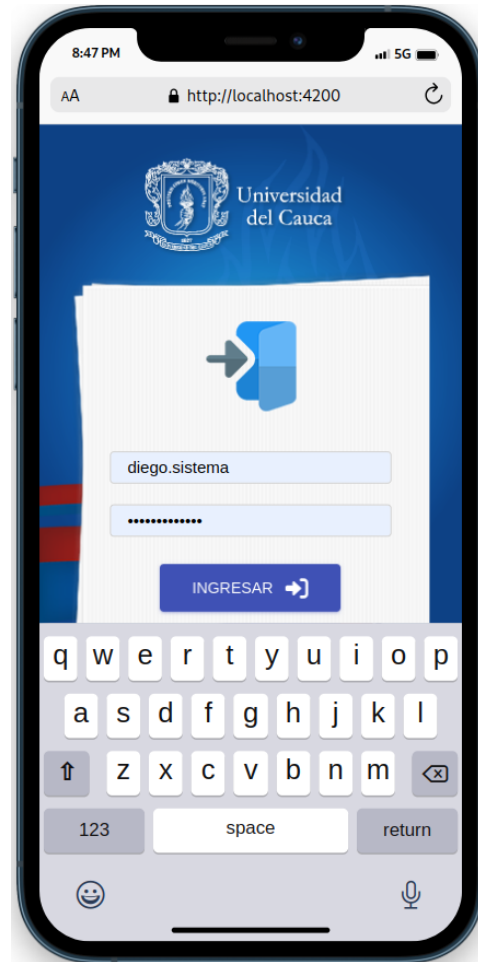 8:47 PM
5G
AA
http://localhost:4200
Universidad
del Cauca
diego.sistema
•••••••••••••
INGRESAR
q w e r t y u i o p
a s d f g h j k l
z x c v b n m
123 space return